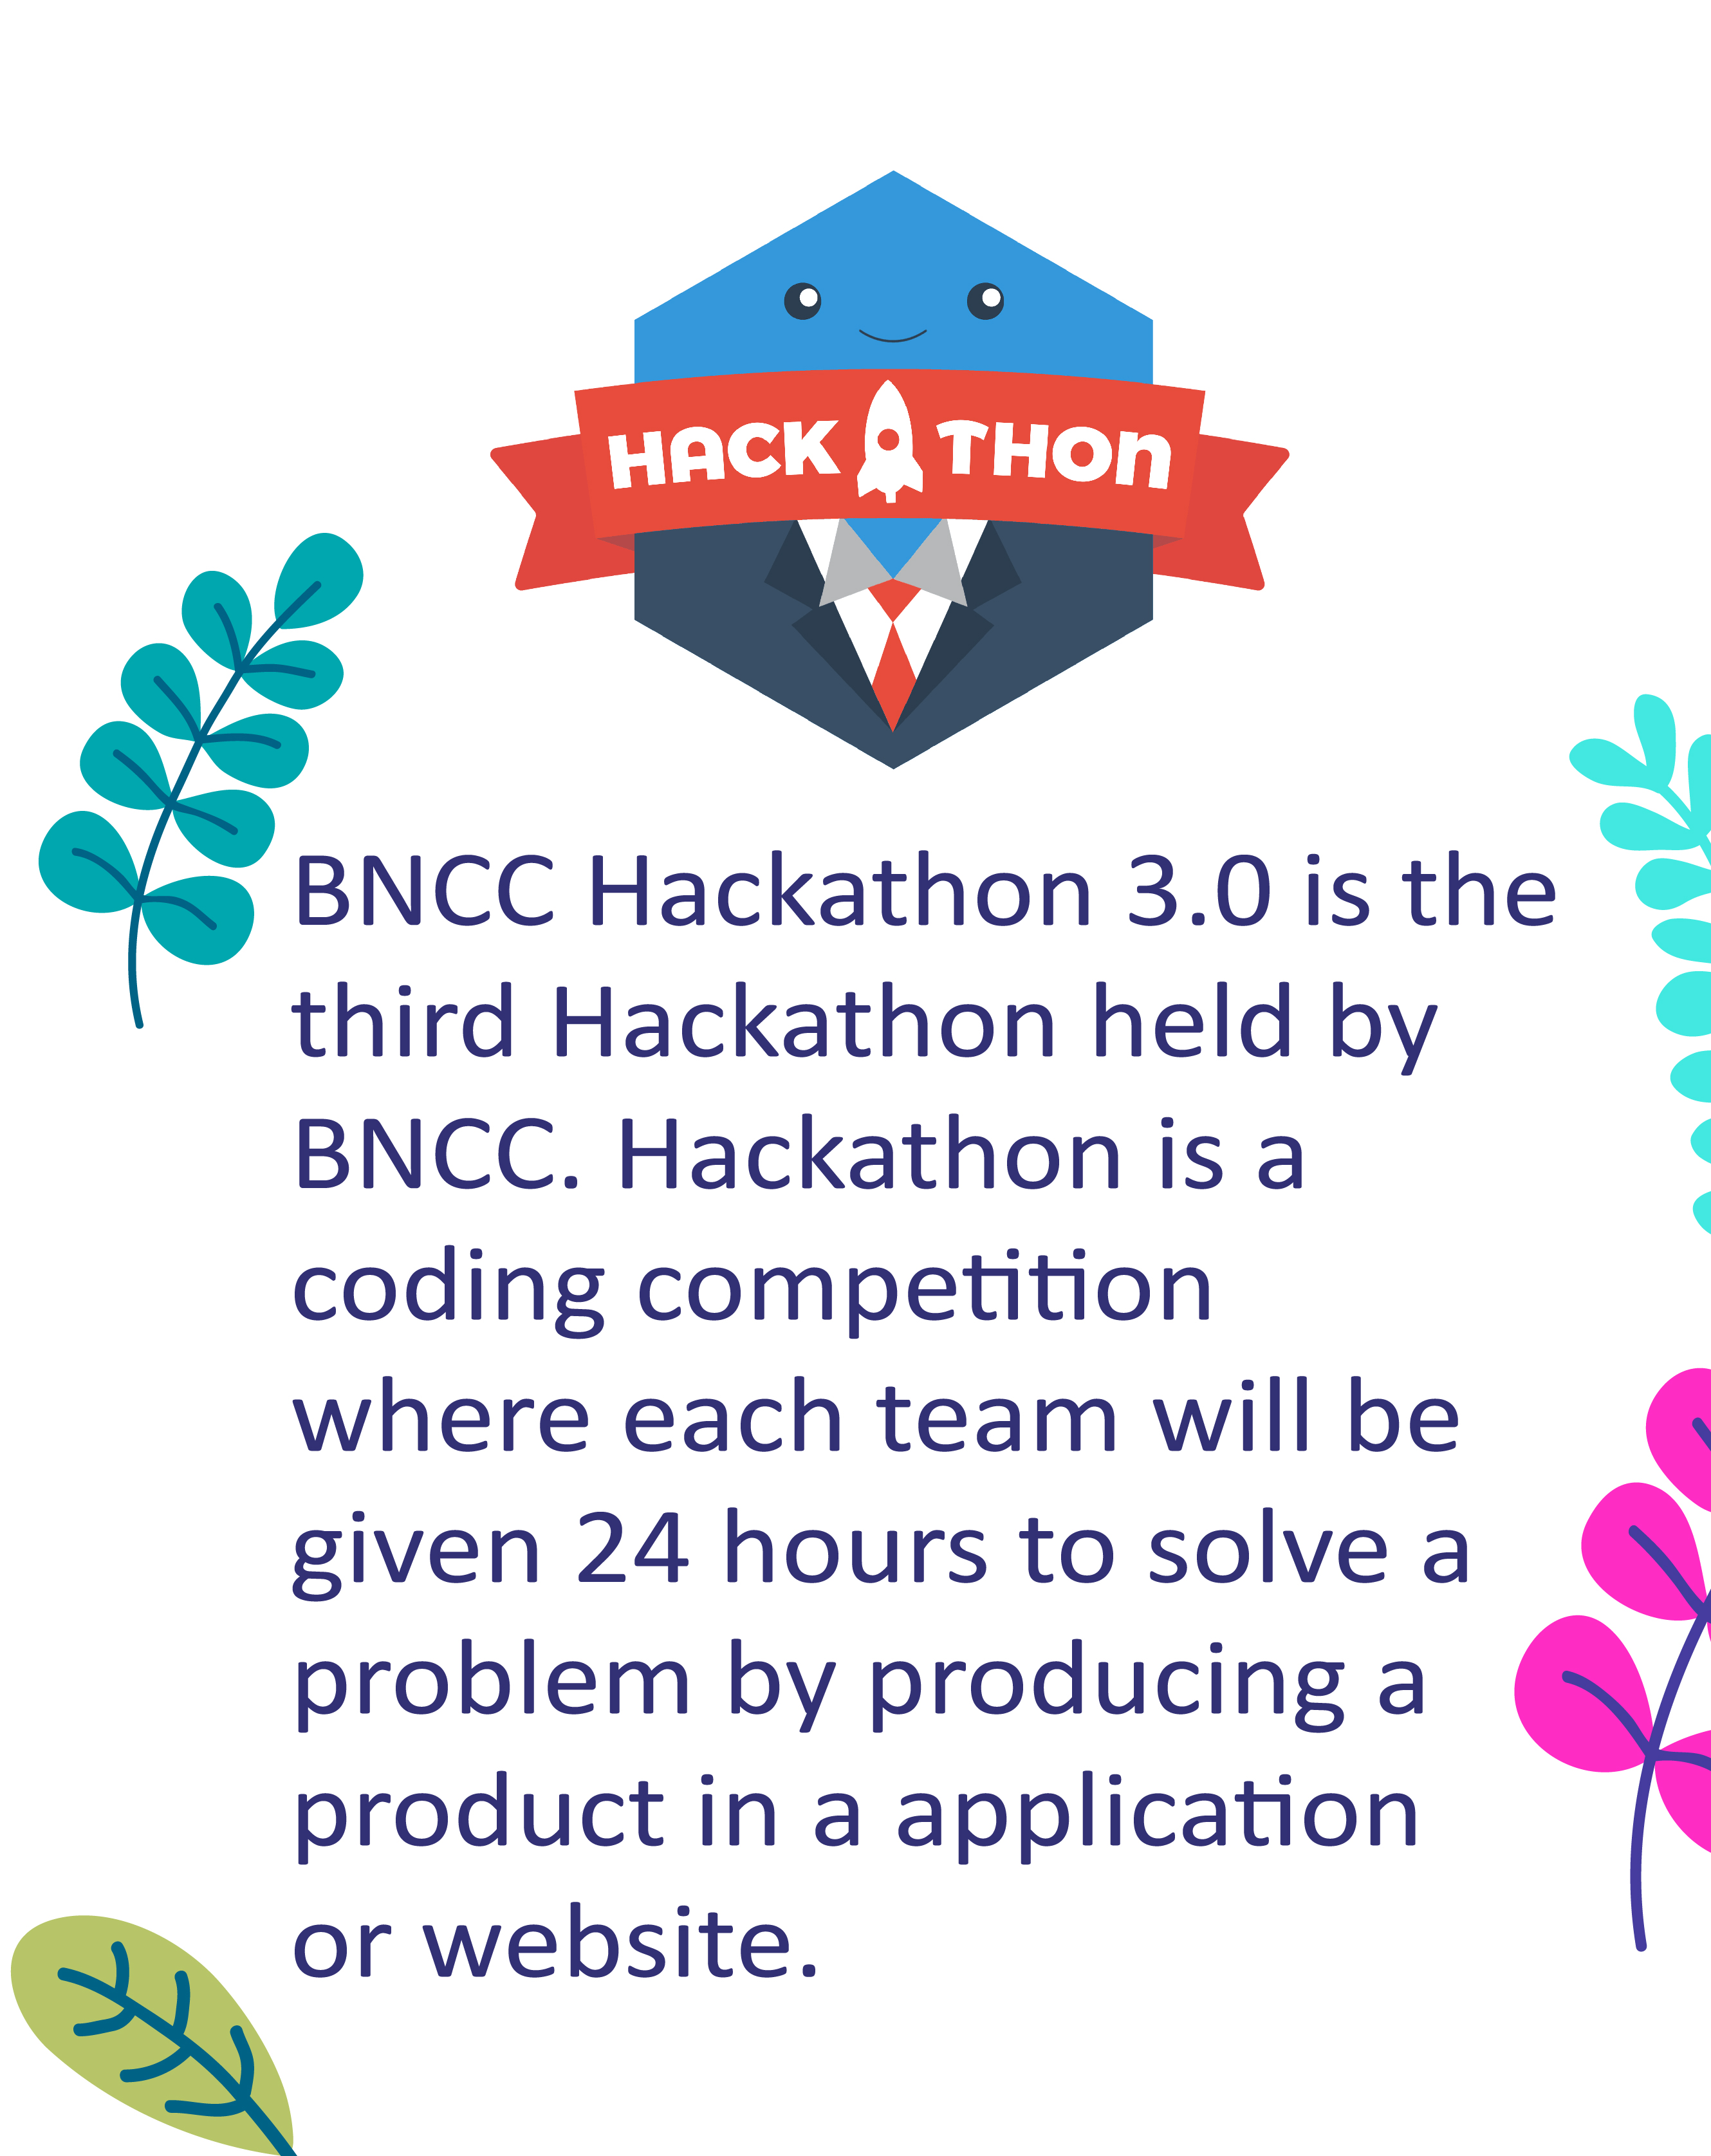 HACK THON
BNCC Hackathon 3.0 is the
third Hackathon held by
BNCC. Hackathon is a
coding competition
where each team will be
given 24 hours to solve a
problem by producing a
product in a application
or website.